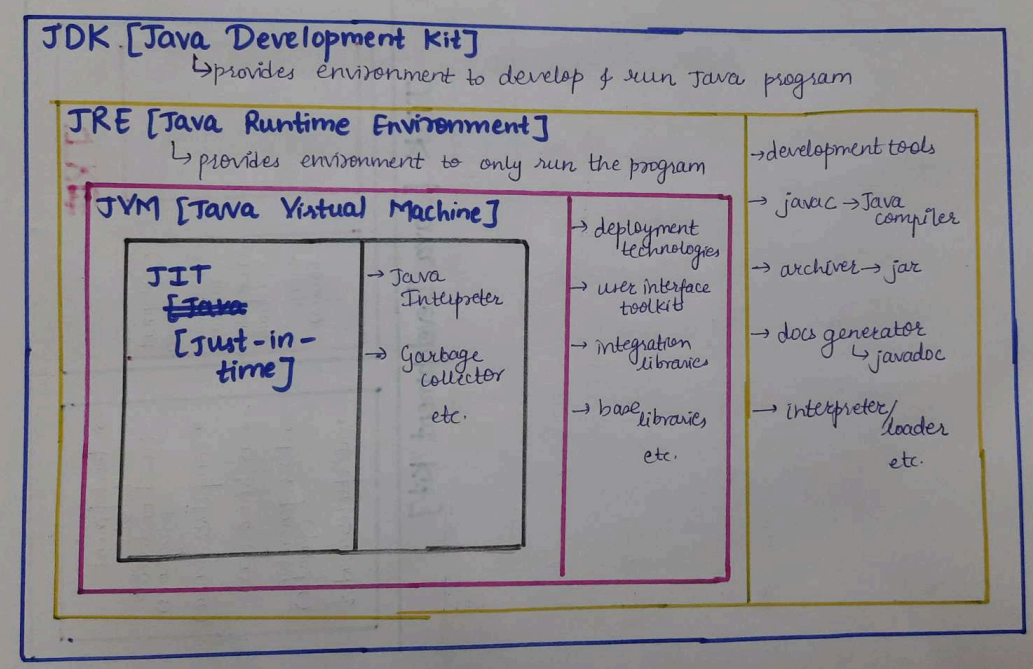 JDK [Java Development Kit]
↳provides environment to develop & run Java program
JRE [Java Runtime Environment]
↳ provides environment to only run the program
JVM [Java Virtual Machine]
JIT
[Java
[Just-in-
time]
→ Java
Interpreter
→ Garbage
collector
etc.
→ deployment
technologies
→ user interface
toolkit
→ integration
libraries
→ base
libraries
etc.
→development tools
→ javac →Java
compiler
→ archiver→ jar
→ docs generator
↳javadoc
→ interpreter/
loader
etc.